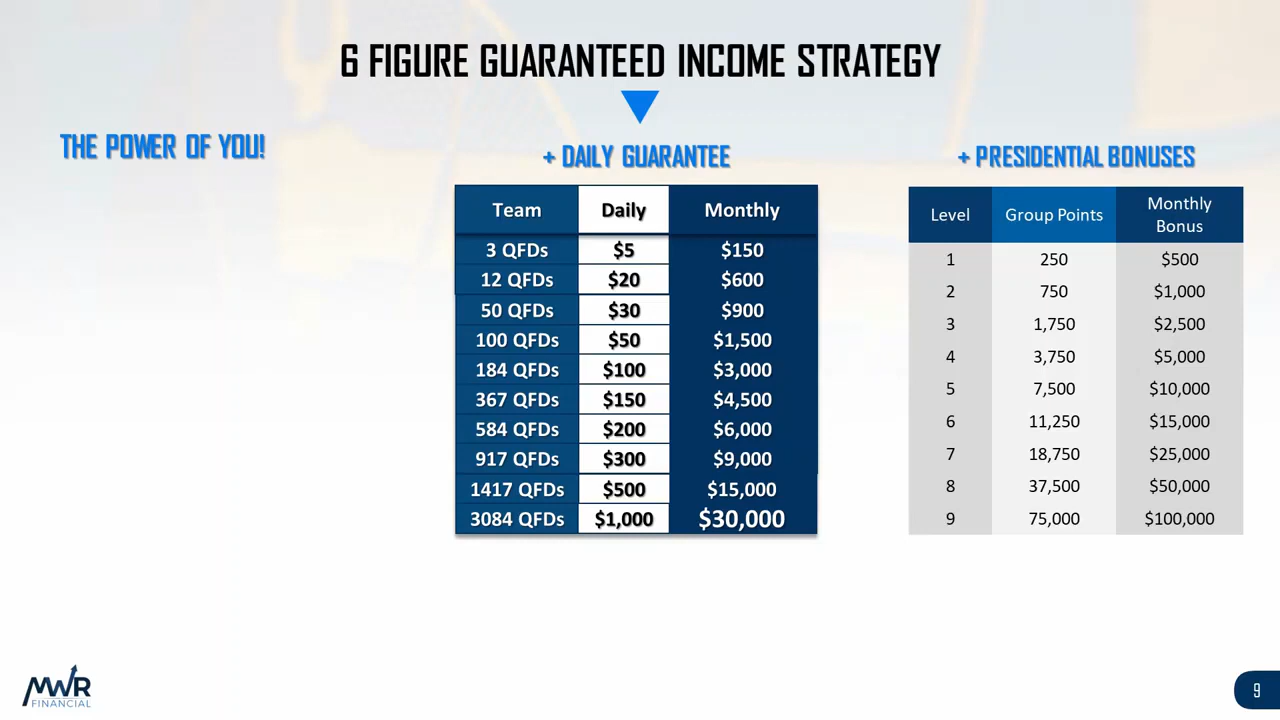 6 FIGURE GUARANTEED INCOME STRATEGY
THE POWER OF YOU!
+ DAILY GUARANTEE
Team Daily Monthly
3 QFDs $5 $150
12 QFDs $20 $600
50 QFDs $30 $900
100 QFDs $50 $1,500
184 QFDs $100 $3,000
367 QFDs $150 $4,500
584 QFDs $200 $6,000
917 QFDs $300 $9,000
1417 QFDs $500 $15,000
3084 QFDs $1,000 $30,000
+ PRESIDENTIAL BONUSES
Level Group Points Monthly Bonus
1 250 $500
2 750 $1,000
3 1,750 $2,500
4 3,750 $5,000
5 7,500 $10,000
6 11,250 $15,000
7 18,750 $25,000
8 37,500 $50,000
9 75,000 $100,000
MWR
FINANCIAL
9